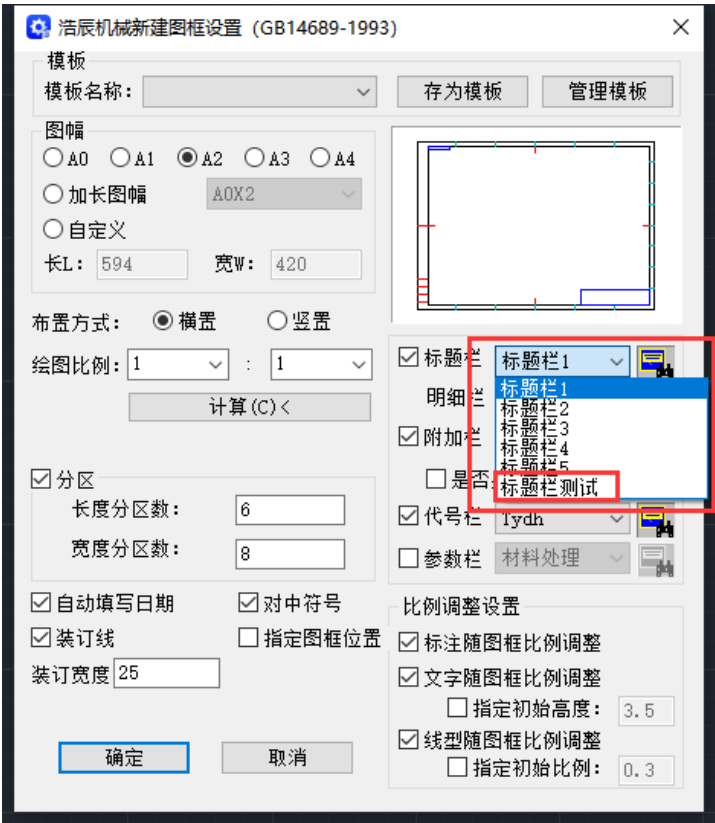 浩辰机械新建图框设置 (GB14689-1993)
模板
模板名称:
存为模板
管理模板
图幅
A0 A1 A2 A3 A4
加长图幅 A0X2
自定义
长L: 594 宽W: 420
布置方式: 横置 竖置
绘图比例: 1 : 1
计算(C)<
分区
长度分区数: 6
宽度分区数: 8
自动填写日期 对中符号
装订线 指定图框位置
装订宽度 25
确定 取消
标题栏 标题栏1
标题栏1
标题栏2
标题栏3
标题栏4
标题栏5
标题栏测试
明细栏
附加栏
是否
代号栏 Tydh
参数栏 材料处理
比例调整设置
标注随图框比例调整
文字随图框比例调整
指定初始高度: 3.5
线型随图框比例调整
指定初始比例: 0.3